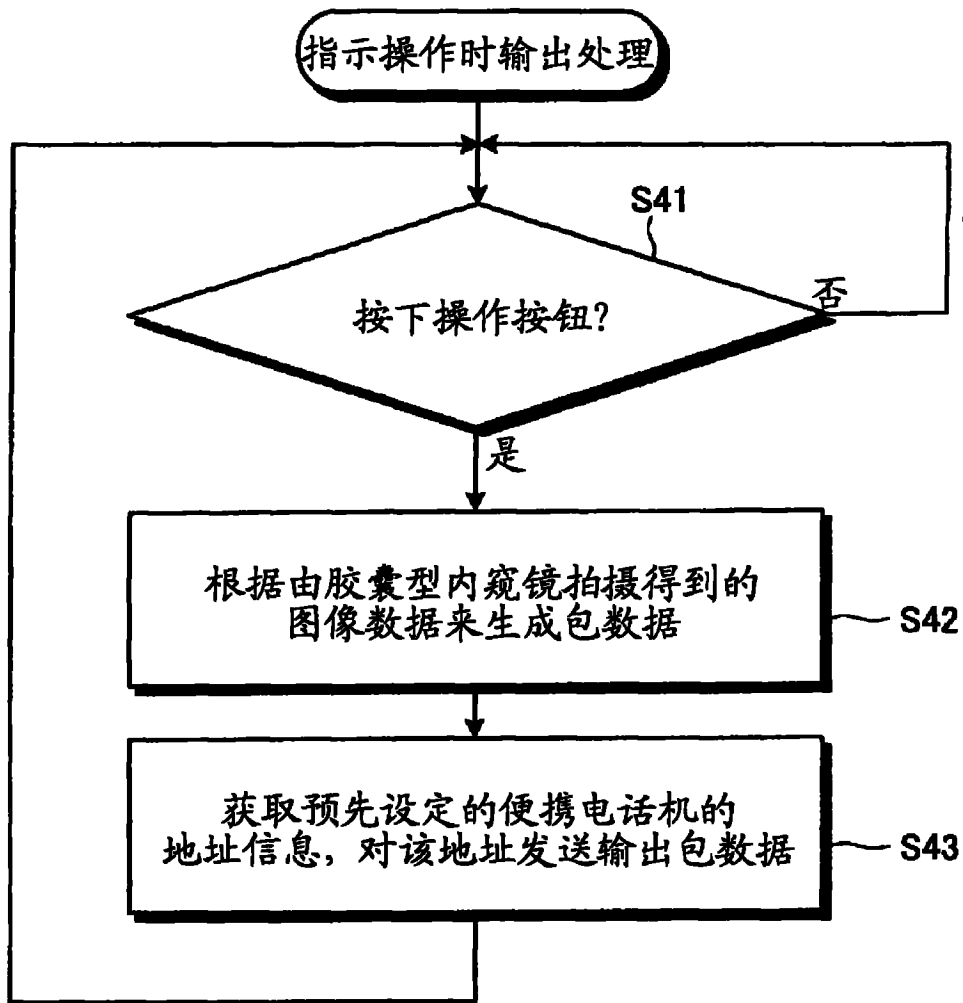 指示操作时输出处理
S41
按下操作按钮?
否
是
根据由胶囊型内窥镜拍摄得到的
图像数据来生成包数据
S42
获取预先设定的便携电话机的
地址信息，对该地址发送输出包数据
S43